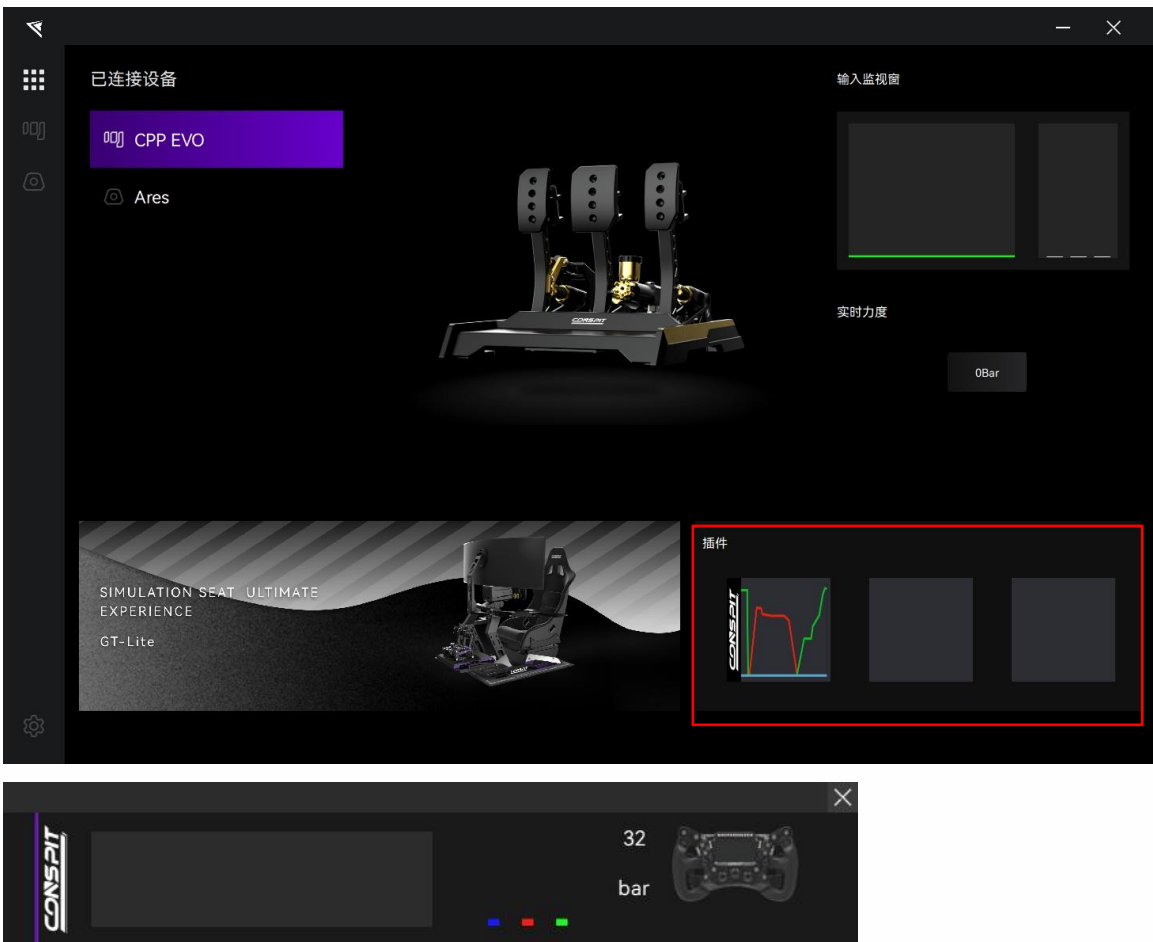 已连接设备
CPP EVO
Ares
输入监视窗
实时力度
0Bar
CONSPIT
SIMULATION SEAT ULTIMATE
EXPERIENCE
GT-Lite
插件
CONSPIT
CONSPIT
32
bar